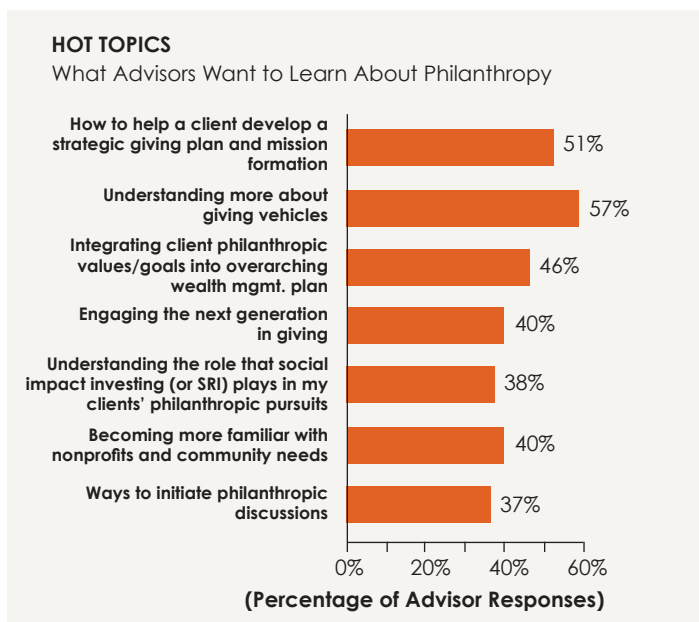 HOT TOPICS
What Advisors Want to Learn About Philanthropy
How to help a client develop a
strategic giving plan and mission
formation
51%
Understanding more about
giving vehicles
57%
Integrating client philanthropic
values/goals into overarching
wealth mgmt. plan
46%
Engaging the next generation
in giving
40%
Understanding the role that social
impact investing (or SRI) plays in my
clients’ philanthropic pursuits
38%
Becoming more familiar with
nonprofits and community needs
40%
Ways to initiate philanthropic
discussions
37%
0% 20% 40% 60%
(Percentage of Advisor Responses)